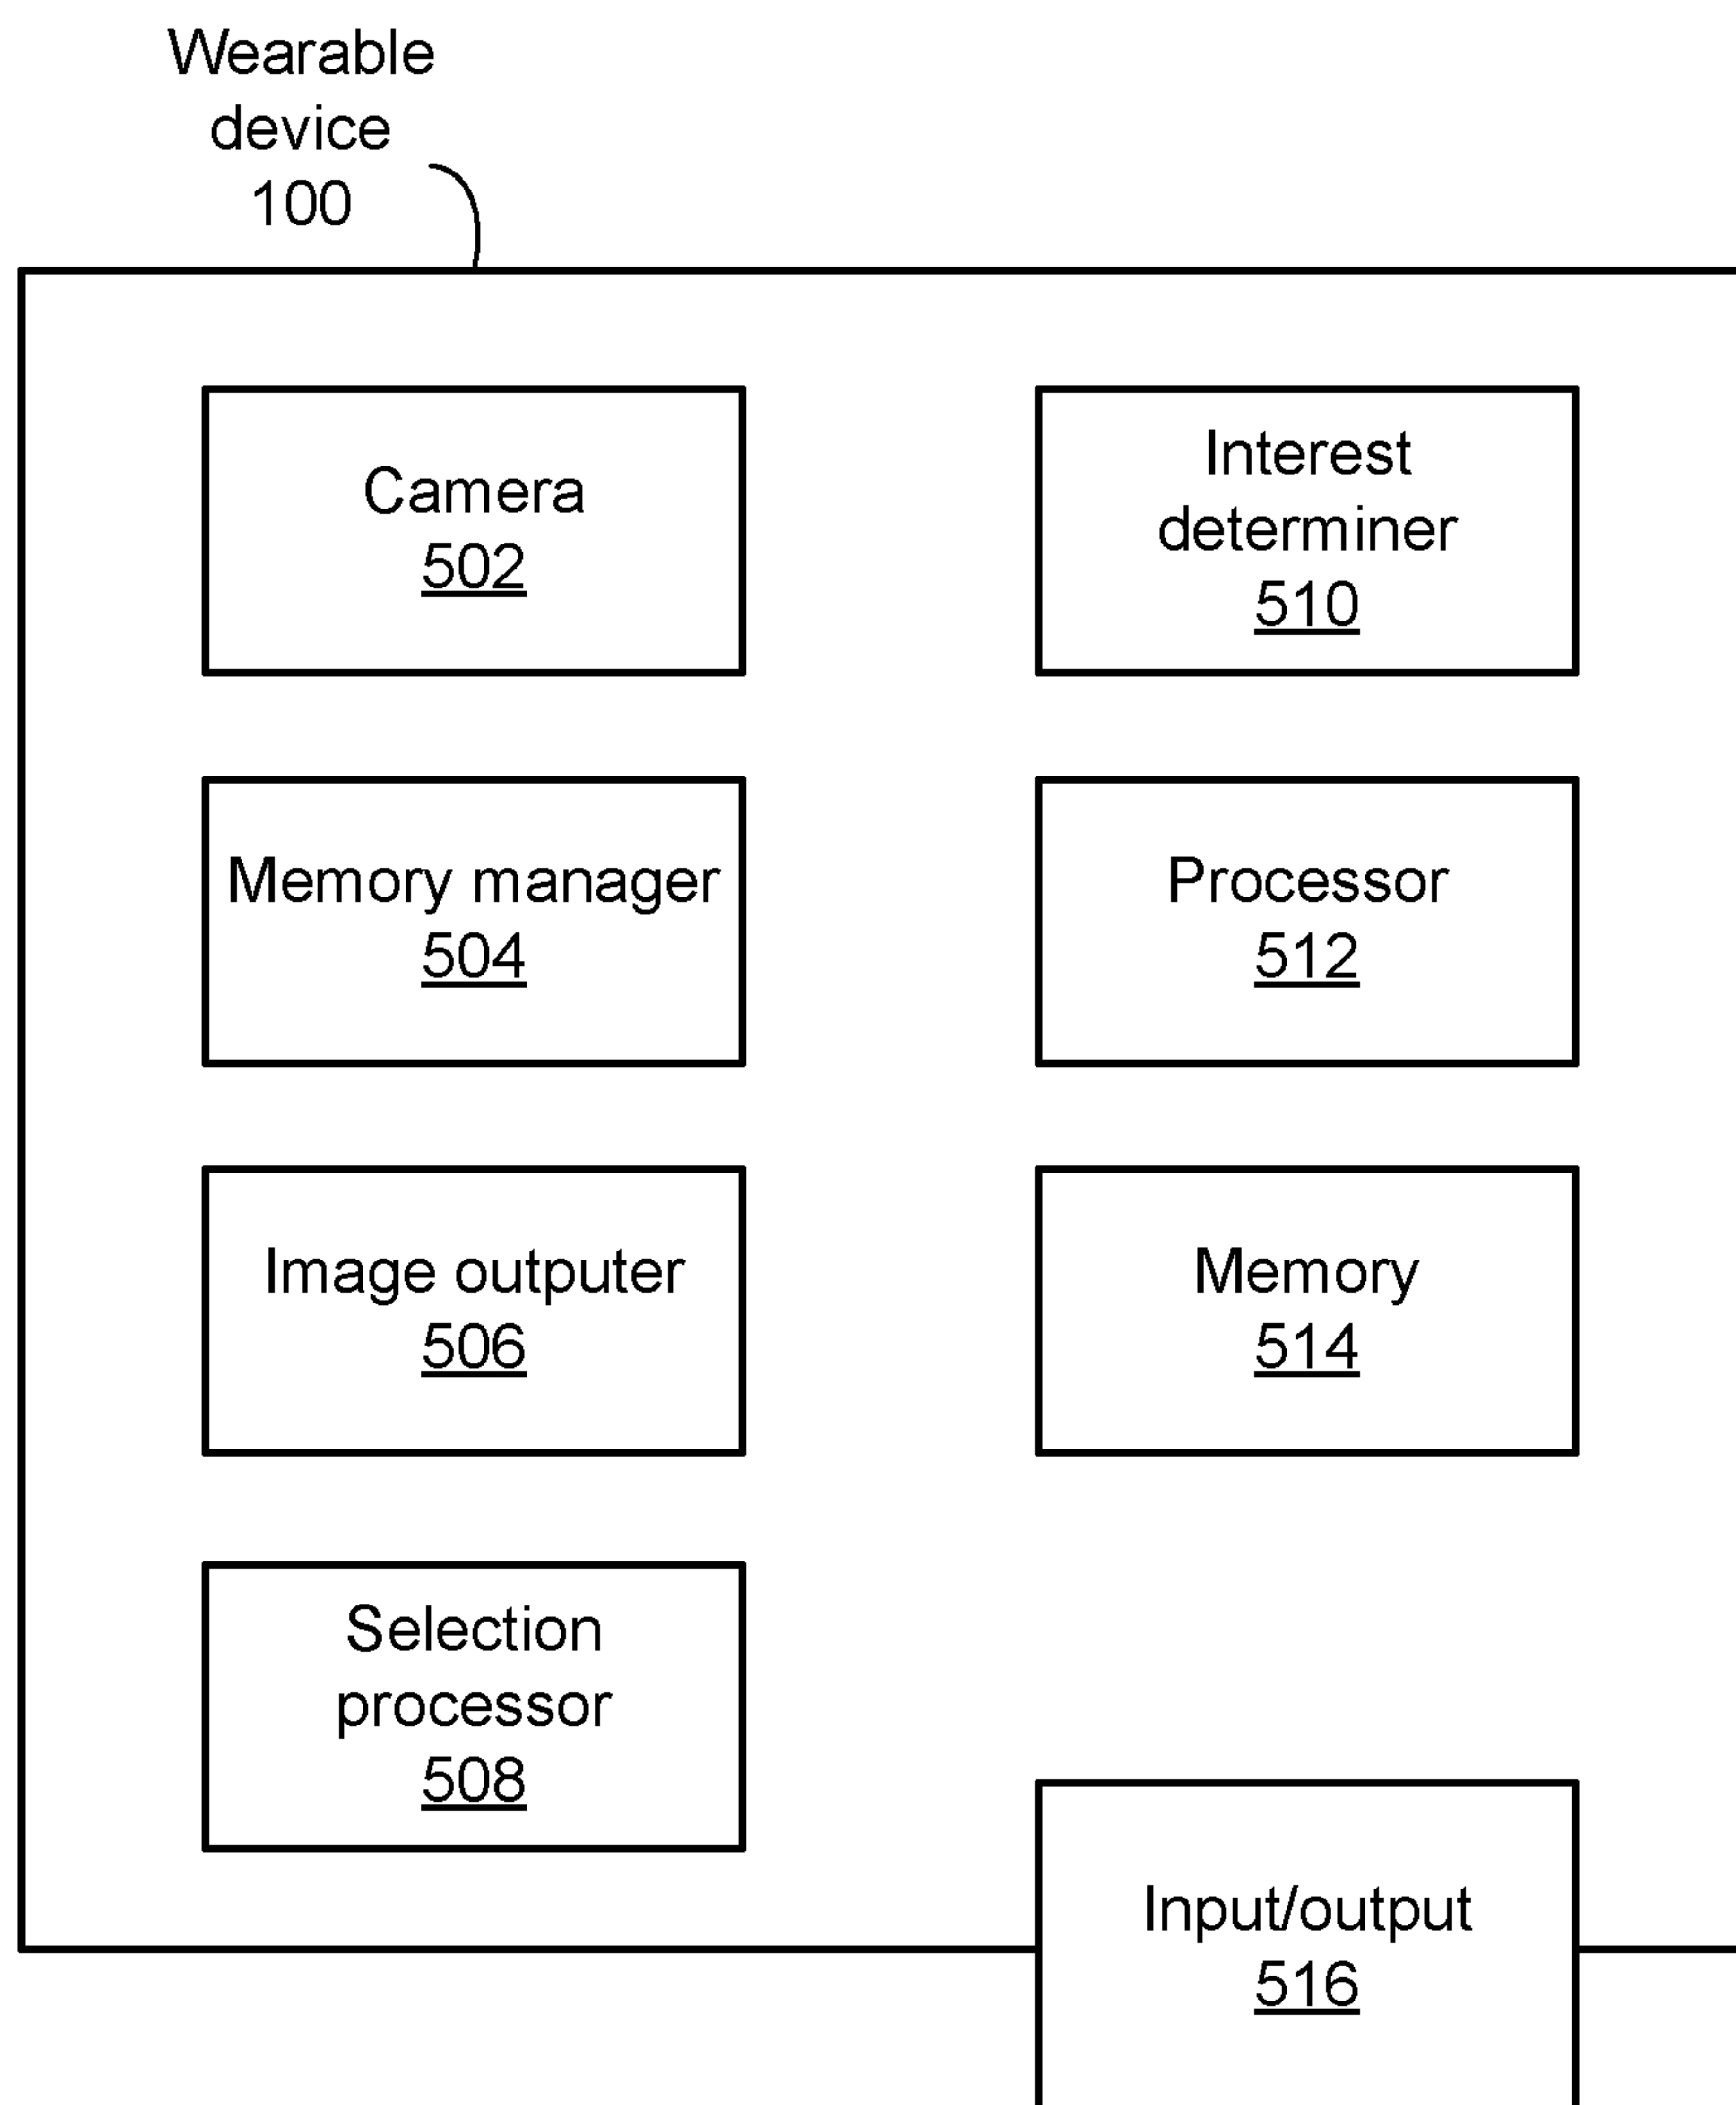 Wearable
device
100
Camera
502
Interest
determiner
510
Memory manager
504
Processor
512
Image outputer
506
Memory
514
Selection
processor
508
Input/output
516